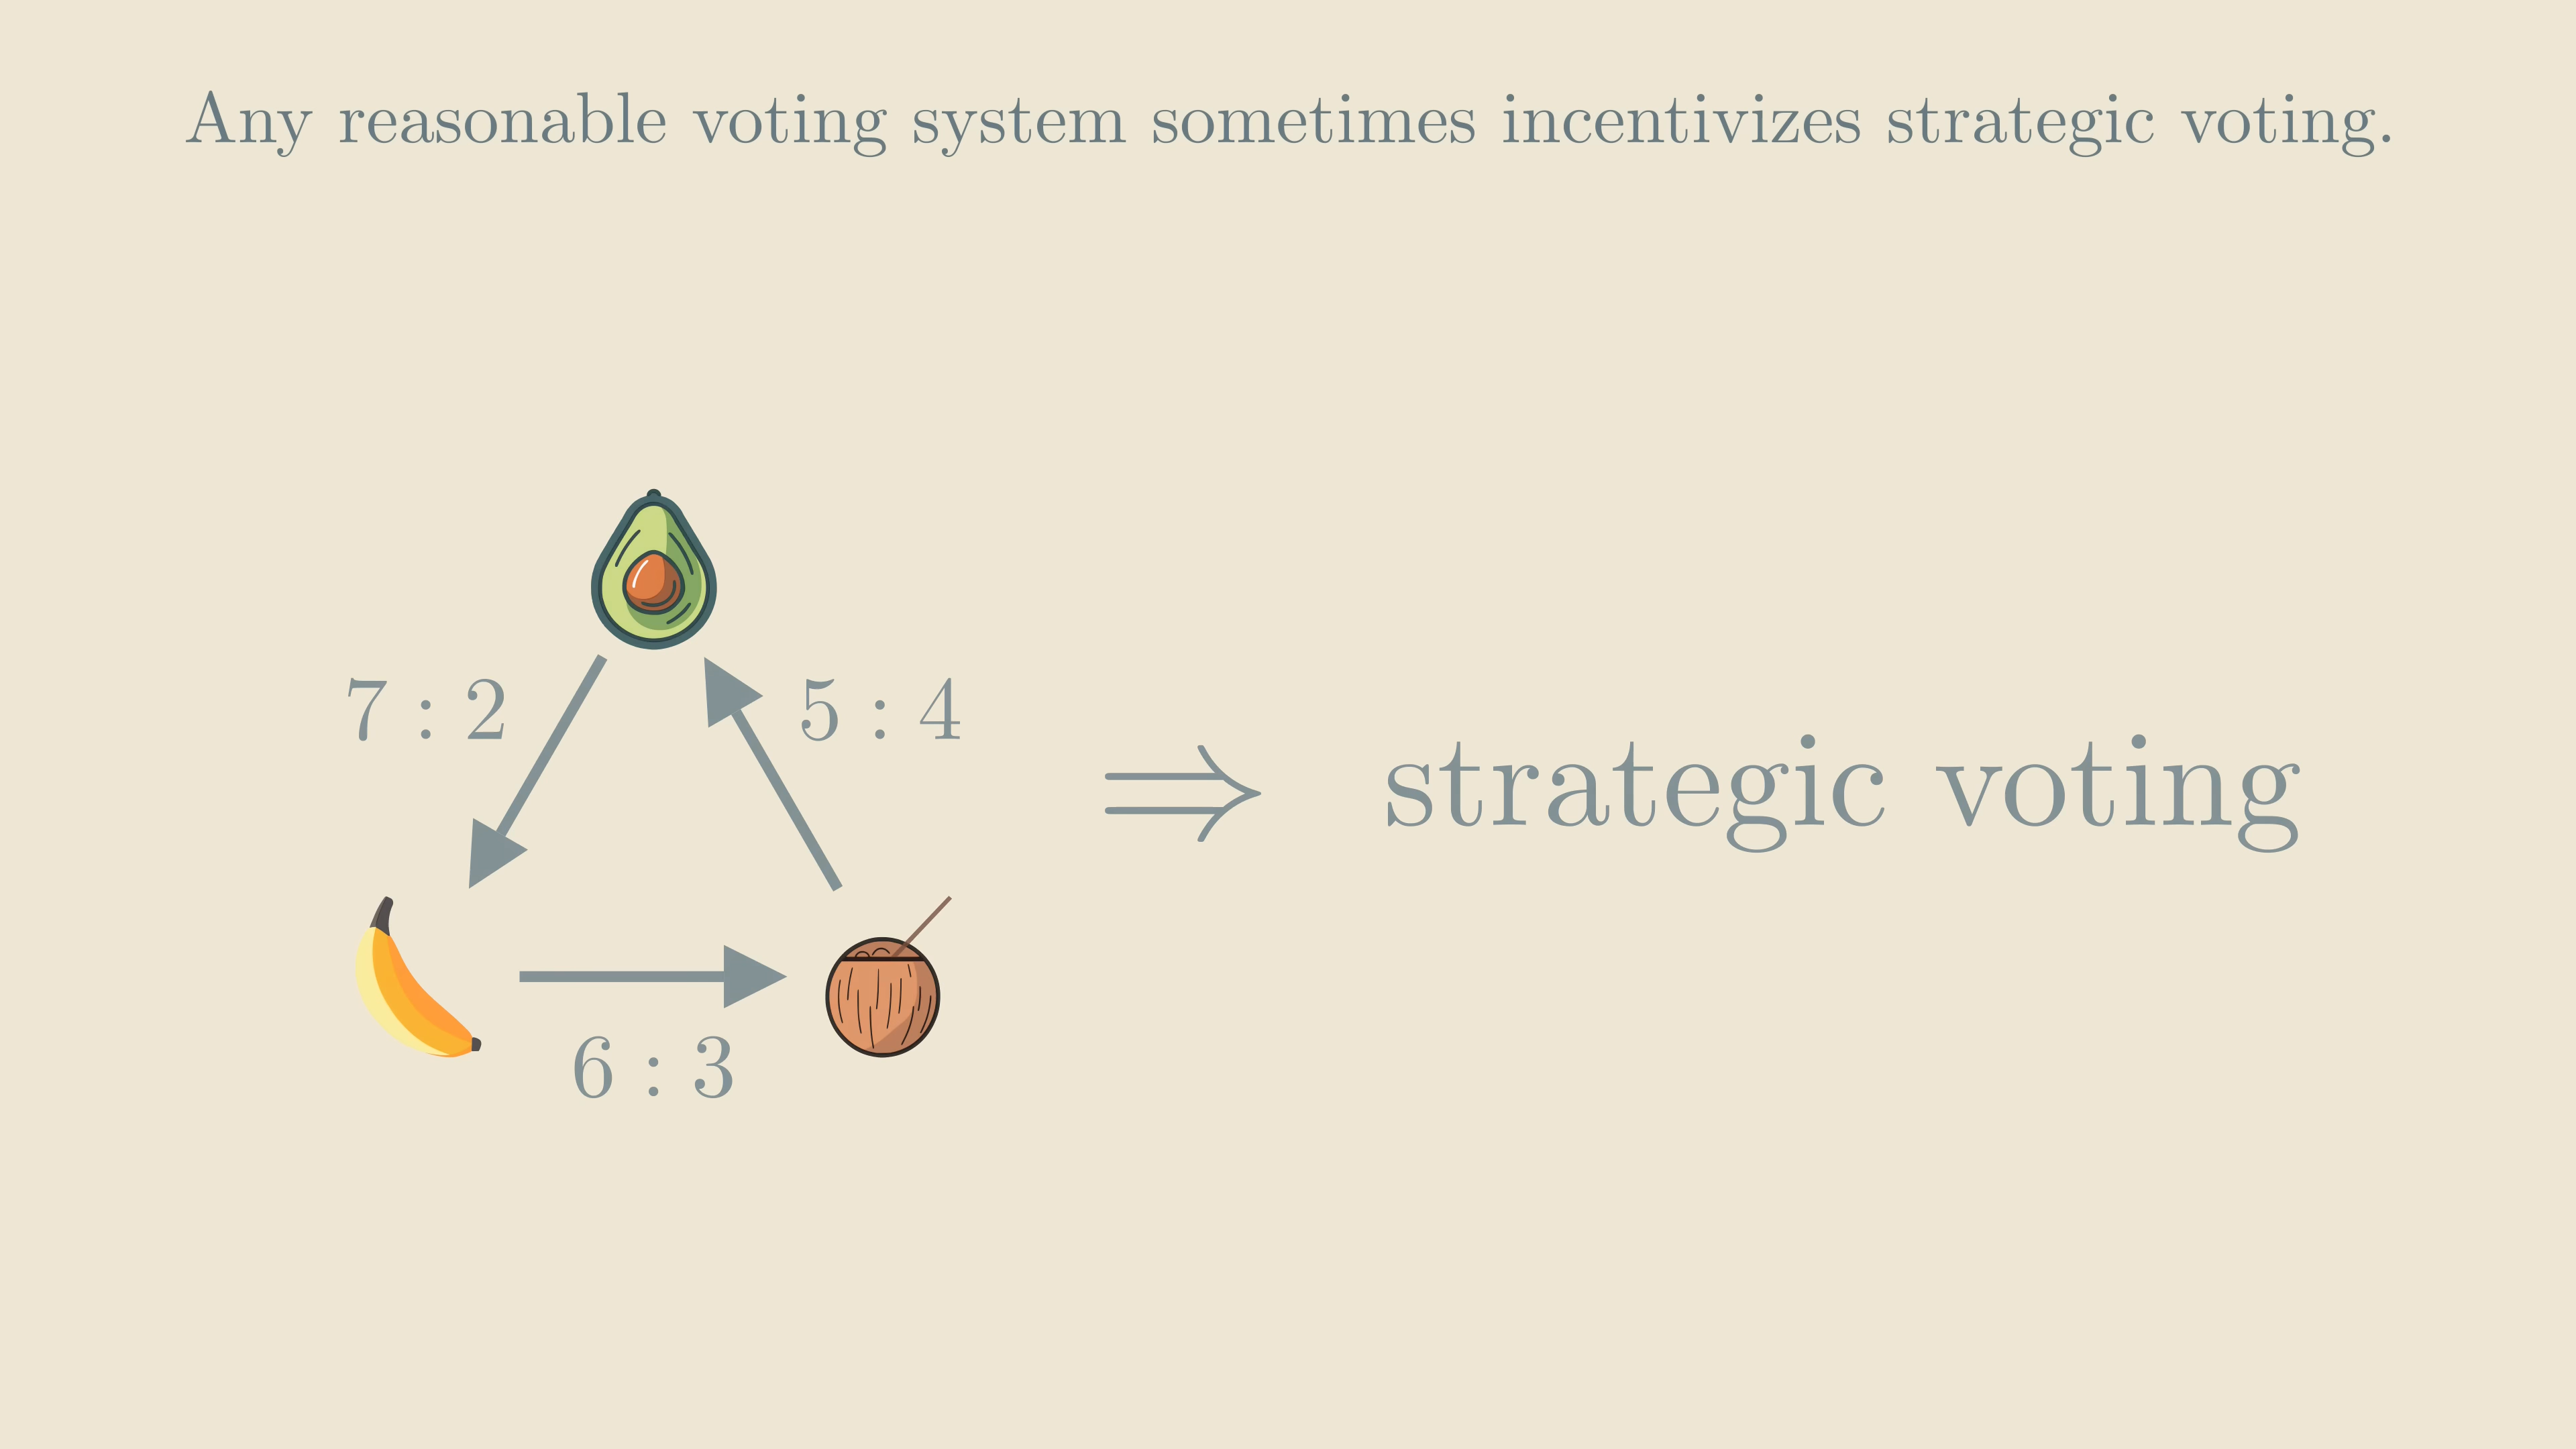 Any reasonable voting system sometimes incentivizes strategic voting.
7 : 2
5 : 4
⇒ strategic voting
6 : 3